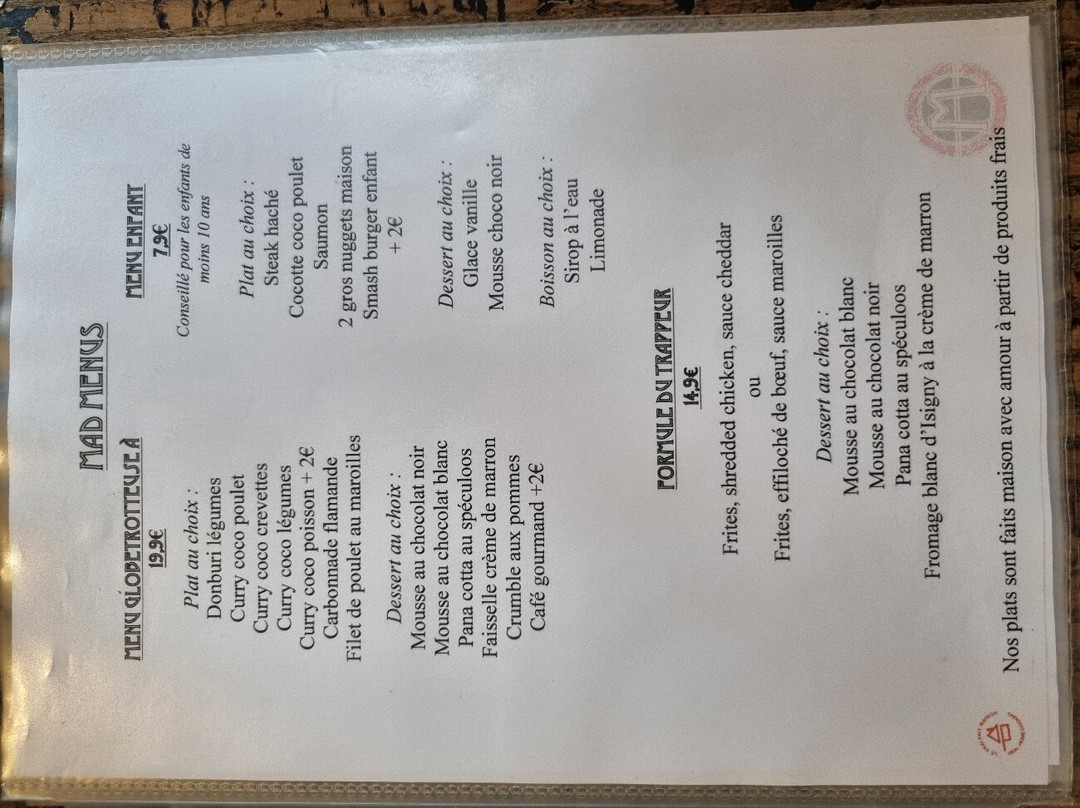 MAD MENUS
MENU GLOBETROTTEUSE À
19,9€
Plat au choix :
Donburi légumes
Curry coco poulet
Curry coco crevettes
Curry coco légumes
Curry coco poisson + 2€
Carbonnade flamande
Filet de poulet au maroilles
Dessert au choix :
Mousse au chocolat noir
Mousse au chocolat blanc
Pana cotta au spéculoos
Faisselle crème de marron
Crumble aux pommes
Café gourmand +2€
MENU ENFANT
7,9€
Conseillé pour les enfants de
moins 10 ans
Plat au choix :
Steak haché
Cocotte coco poulet
Saumon
2 gros nuggets maison
Smash burger enfant
+ 2€
Dessert au choix :
Glace vanille
Mousse choco noir
Boisson au choix :
Sirop à l'eau
Limonade
FORMULE DU TRAPPEUR
14,9€
Frites, shredded chicken, sauce cheddar
ou
Frites, effiloché de bœuf, sauce maroilles
Dessert au choix :
Mousse au chocolat blanc
Mousse au chocolat noir
Pana cotta au spéculoos
Fromage blanc d'Isigny à la crème de marron
Nos plats sont faits maison avec amour à partir de produits frais
M